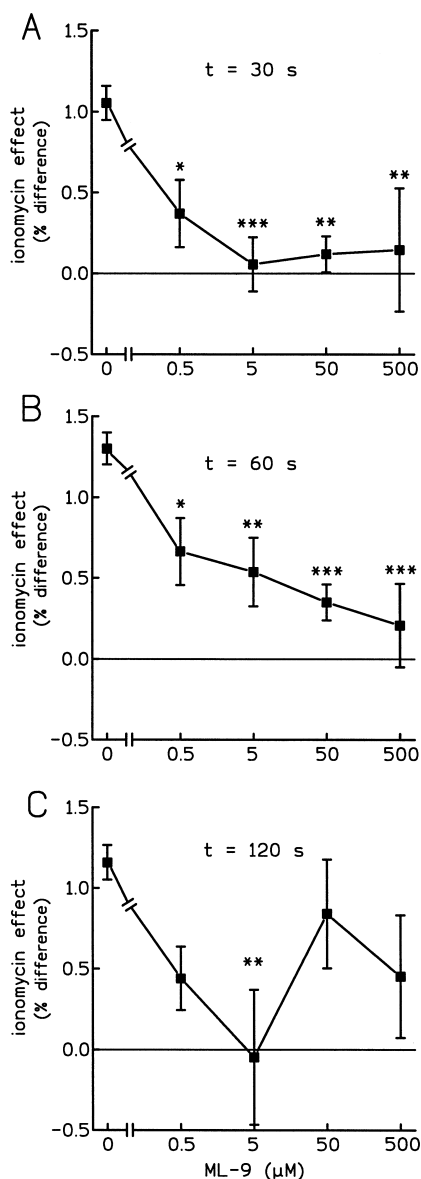 A
1.5
t = 30 s
1.0
ionomycin effect
(% difference)
*
***
**
**
0.5
0.0
-0.5
0 0.5 5 50 500
B
1.5
t = 60 s
1.0
ionomycin effect
(% difference)
*
**
***
***
0.5
0.0
-0.5
0 0.5 5 50 500
C
1.5
t = 120 s
1.0
ionomycin effect
(% difference)
**
0.5
0.0
-0.5
0 0.5 5 50 500
ML-9 (μM)